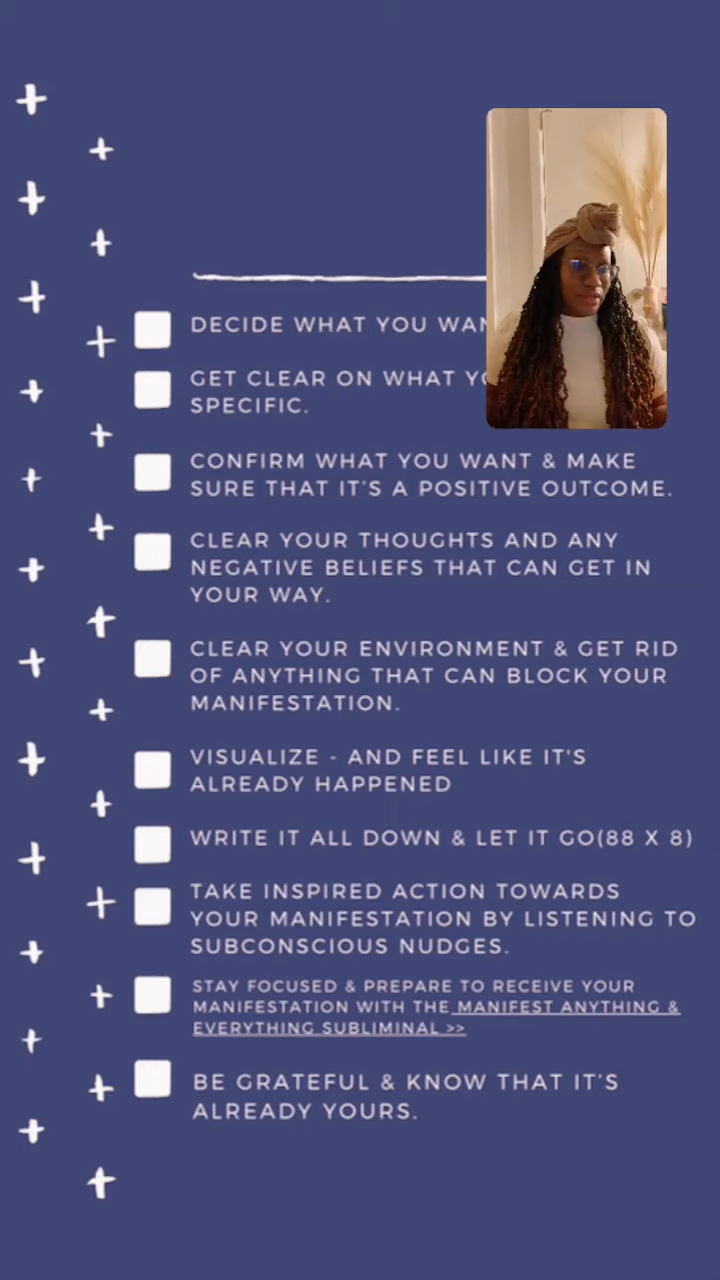 DECIDE WHAT YOU
GET CLEAR ON WHAT
SPECIFIC.
CONFIRM WHAT YOU WANT & MAKE
SURE THAT IT'S A POSITIVE OUTCOME.
CLEAR YOUR THOUGHTS AND ANY
NEGATIVE BELIEFS THAT CAN GET IN
YOUR WAY.
CLEAR YOUR ENVIRONMENT & GET RID
OF ANYTHING THAT CAN BLOCK YOUR
MANIFESTATION.
VISUALIZE - AND FEEL LIKE IT'S
ALREADY HAPPENED
WRITE IT ALL DOWN & LET IT GO(88 X 8)
TAKE INSPIRED ACTION TOWARDS
YOUR MANIFESTATION BY LISTENING TO
SUBCONSCIOUS NUDGES.
STAY FOCUSED & PREPARE TO RECEIVE YOUR
MANIFESTATION WITH THE MANIFEST ANYTHING &
EVERYTHING SUBLIMINAL >>
BE GRATEFUL & KNOW THAT IT'S
ALREADY YOURS.